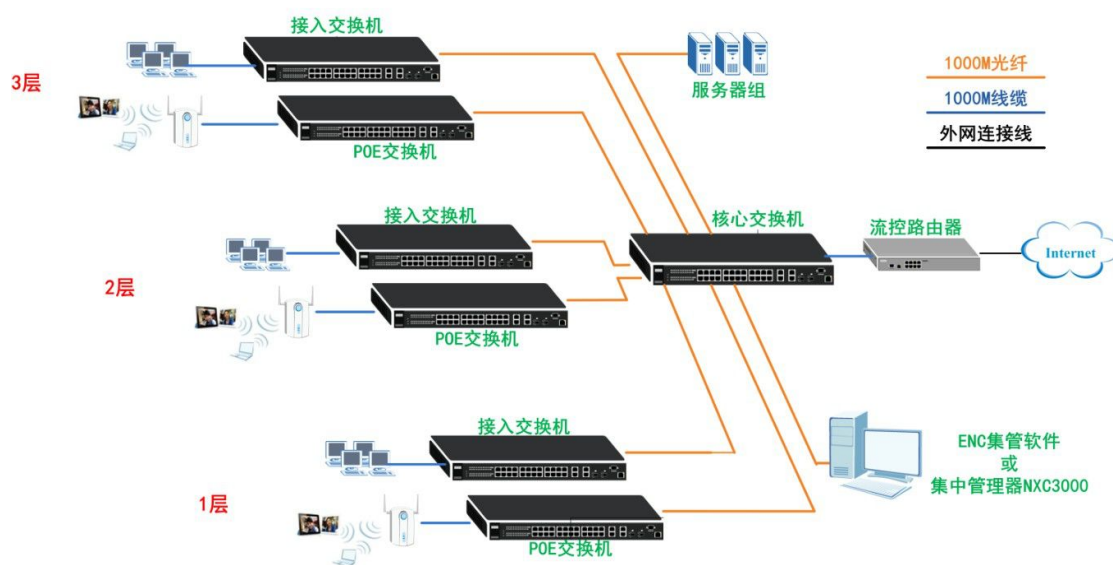 接入交换机
3层
POE交换机
服务器组
1000M光纤
1000M线缆
外网连接线
接入交换机
2层
POE交换机
核心交换机
流控路由器
Internet
接入交换机
1层
POE交换机
ENC集管软件
或
集中管理器NXC3000